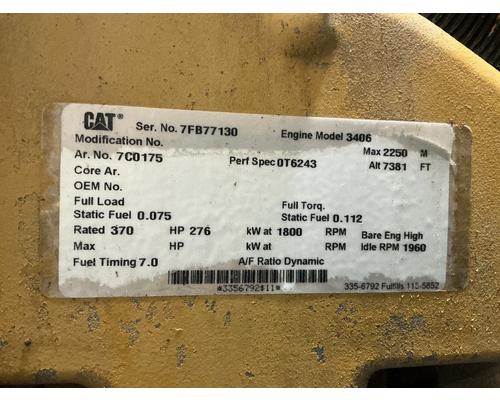 CAT® Ser. No. 7FB77130 Engine Model 3406
Modification No. Max 2250 M
Ar. No. 7C0175 Perf Spec 0T6243 Alt 7381 FT
Core Ar.
OEM No.
Full Load Full Torq.
Static Fuel 0.075 Static Fuel 0.112
Rated 370 HP 276 kW at 1800 RPM Bare Eng High
Max HP kW at RPM Idle RPM 1960
Fuel Timing 7.0 A/F Ratio Dynamic
*3356792$11*
335-6792 Fulfills 115-5852